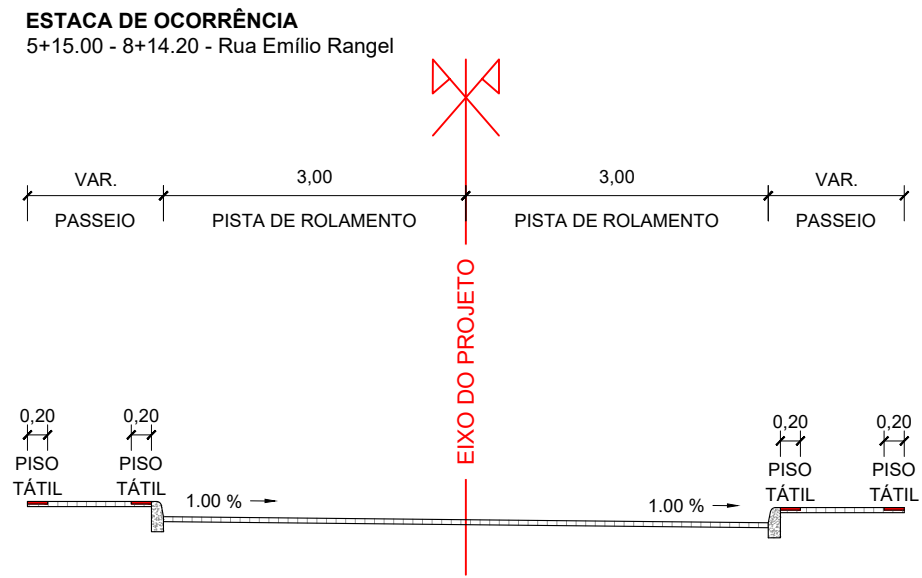 ESTACA DE OCORRÊNCIA
5+15.00 - 8+14.20 - Rua Emílio Rangel
VAR. 3,00 3,00 VAR.
PASSEIO PISTA DE ROLAMENTO PISTA DE ROLAMENTO PASSEIO
EIXO DO PROJETO
0,20 0,20 0,20 0,20
PISO PISO PISO PISO
TÁTIL TÁTIL TÁTIL TÁTIL
1.00 % 1.00 %